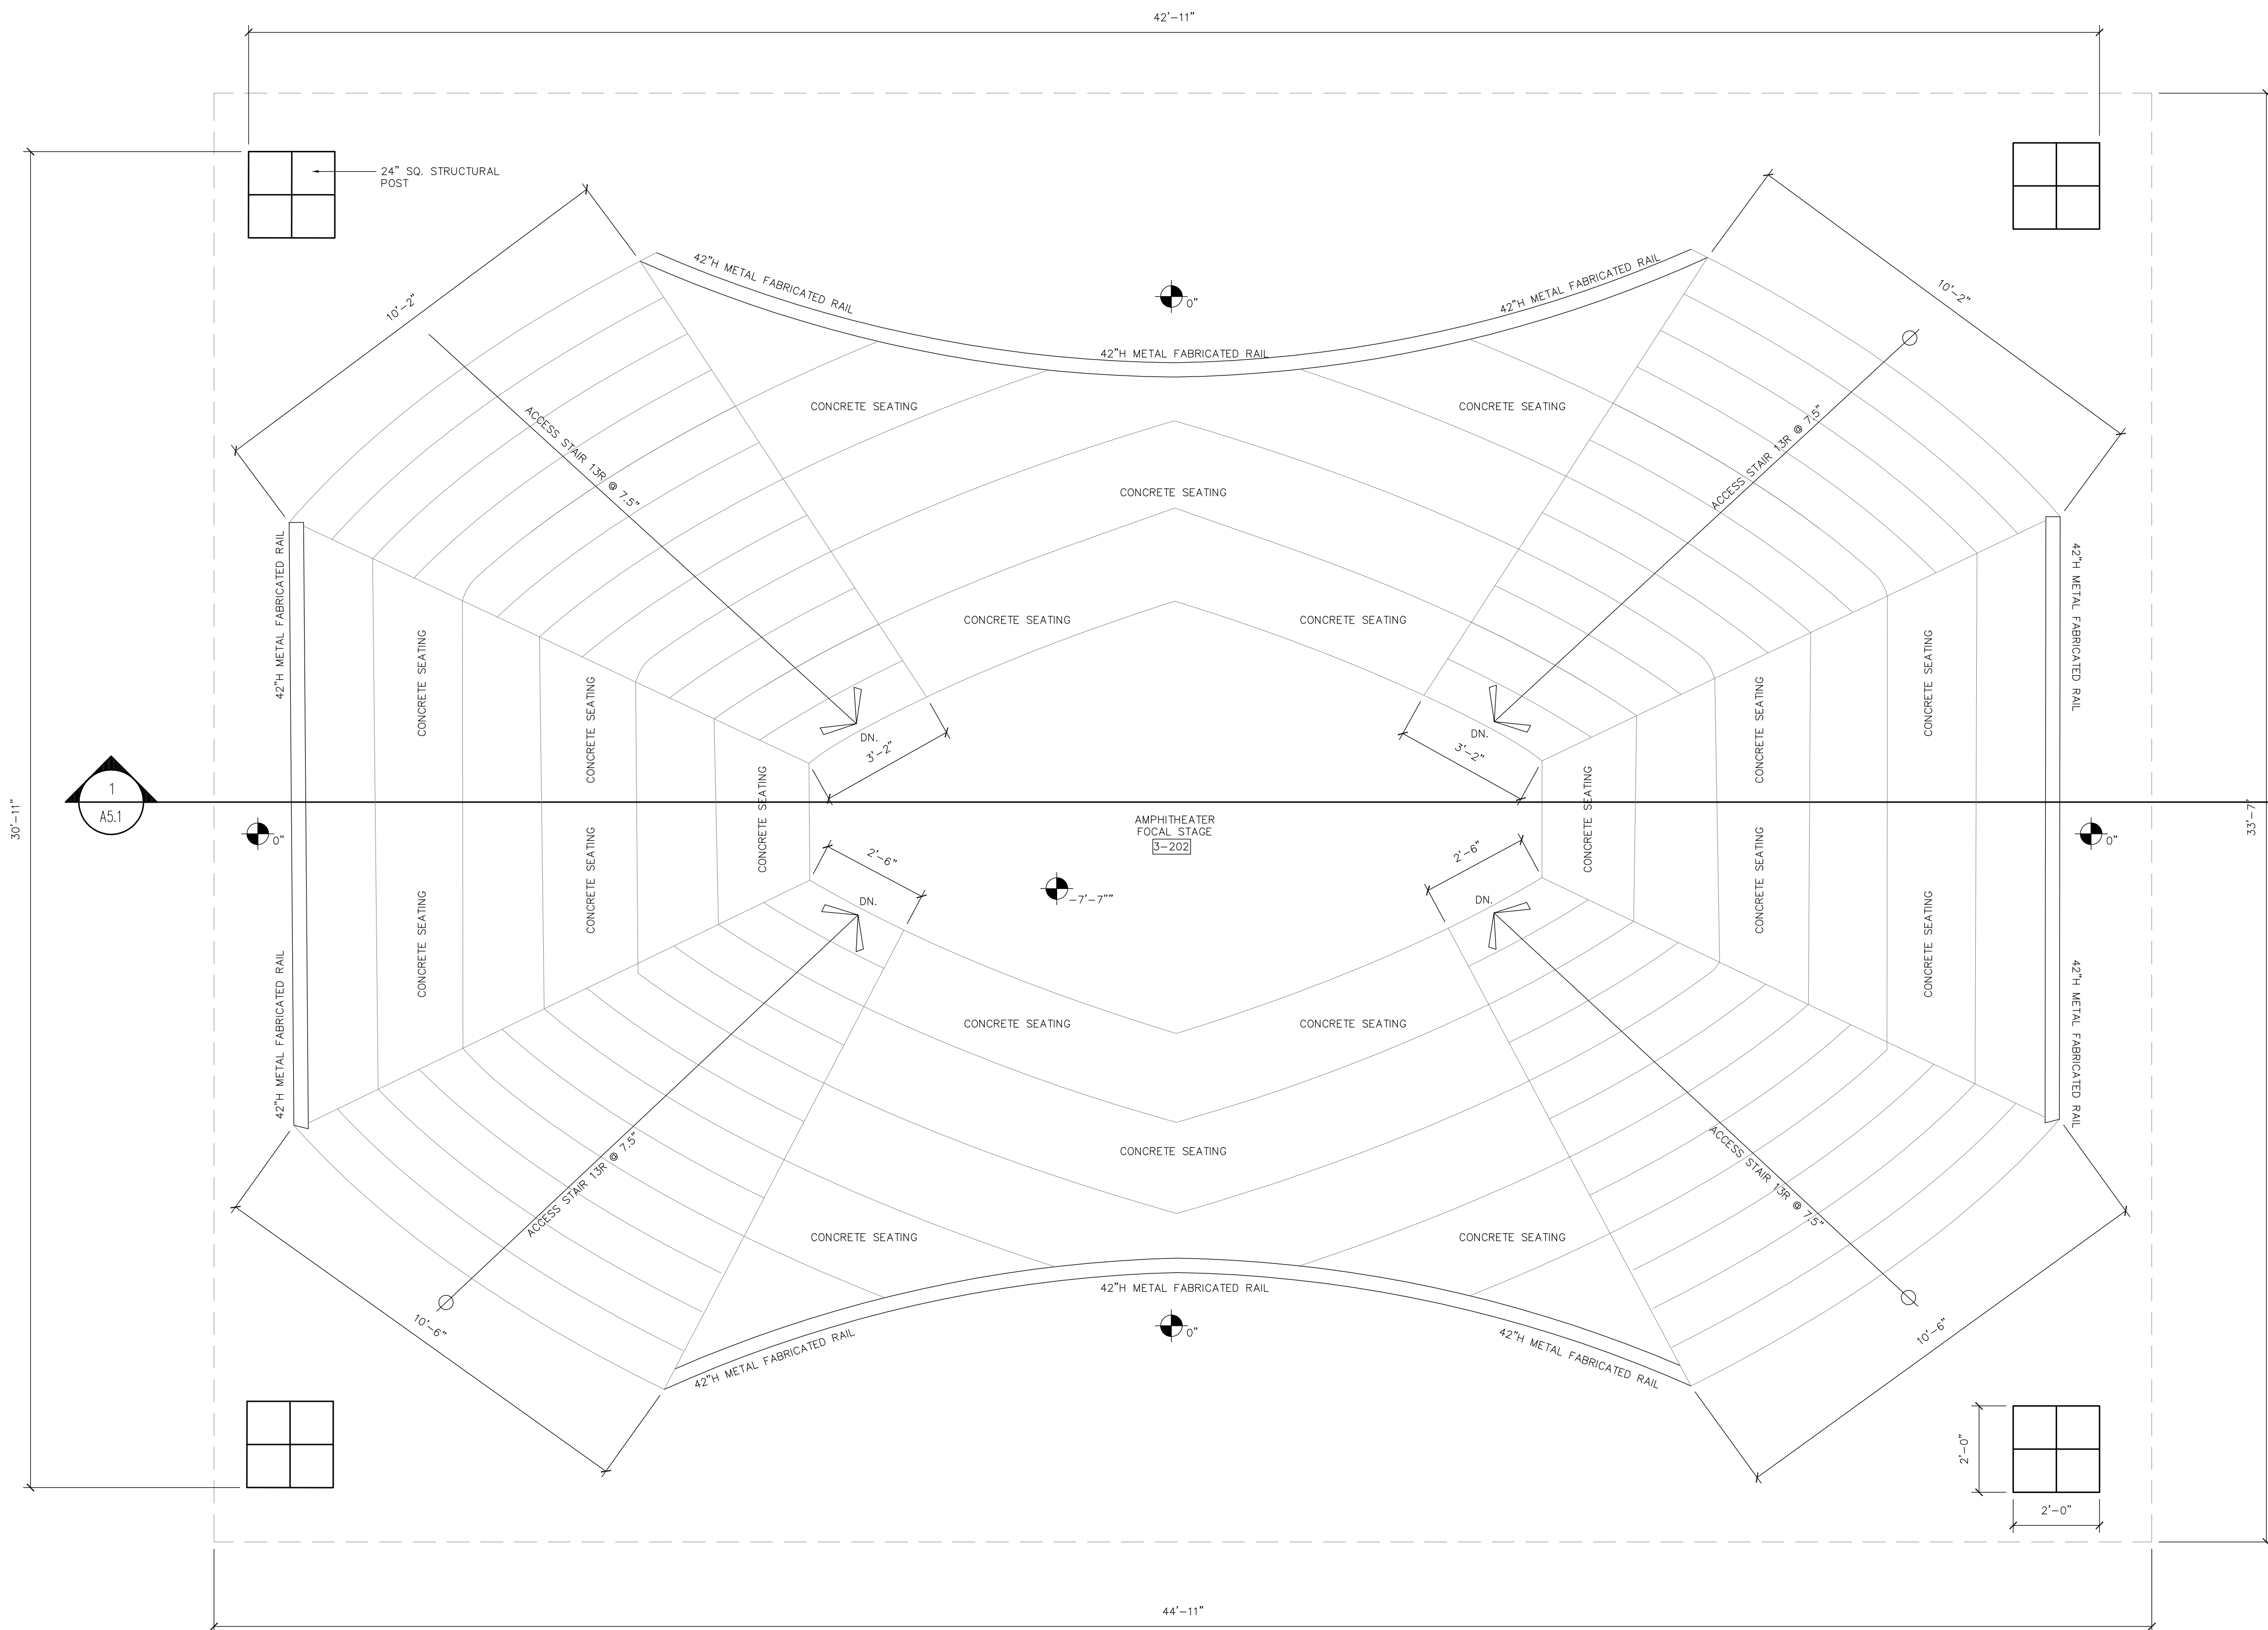 42'-11"
24" SQ. STRUCTURAL
POST
10'-2"
42"H METAL FABRICATED RAIL
0"
42"H METAL FABRICATED RAIL
42"H METAL FABRICATED RAIL
10'-2"
CONCRETE SEATING
CONCRETE SEATING
ACCESS STAIR 13R @ 7.5"
ACCESS STAIR 13R @ 7.5"
CONCRETE SEATING
42"H METAL FABRICATED RAIL
42"H METAL FABRICATED RAIL
CONCRETE SEATING
CONCRETE SEATING
CONCRETE SEATING
CONCRETE SEATING
CONCRETE SEATING
CONCRETE SEATING
DN.
3'-2"
DN.
3'-2"
1
A5.1
30'-11"
33'-7"
CONCRETE SEATING
CONCRETE SEATING
AMPHITHEATER
FOCAL STAGE
3-202
0"
0"
2'-6"
2'-6"
CONCRETE SEATING
CONCRETE SEATING
-7'-7""
DN.
DN.
CONCRETE SEATING
CONCRETE SEATING
42"H METAL FABRICATED RAIL
42"H METAL FABRICATED RAIL
CONCRETE SEATING
CONCRETE SEATING
CONCRETE SEATING
ACCESS STAIR 13R @ 7.5"
ACCESS STAIR 13R @ 7.5"
CONCRETE SEATING
CONCRETE SEATING
42"H METAL FABRICATED RAIL
10'-6"
0"
42"H METAL FABRICATED RAIL
42"H METAL FABRICATED RAIL
10'-6"
2'-0"
2'-0"
44'-11"